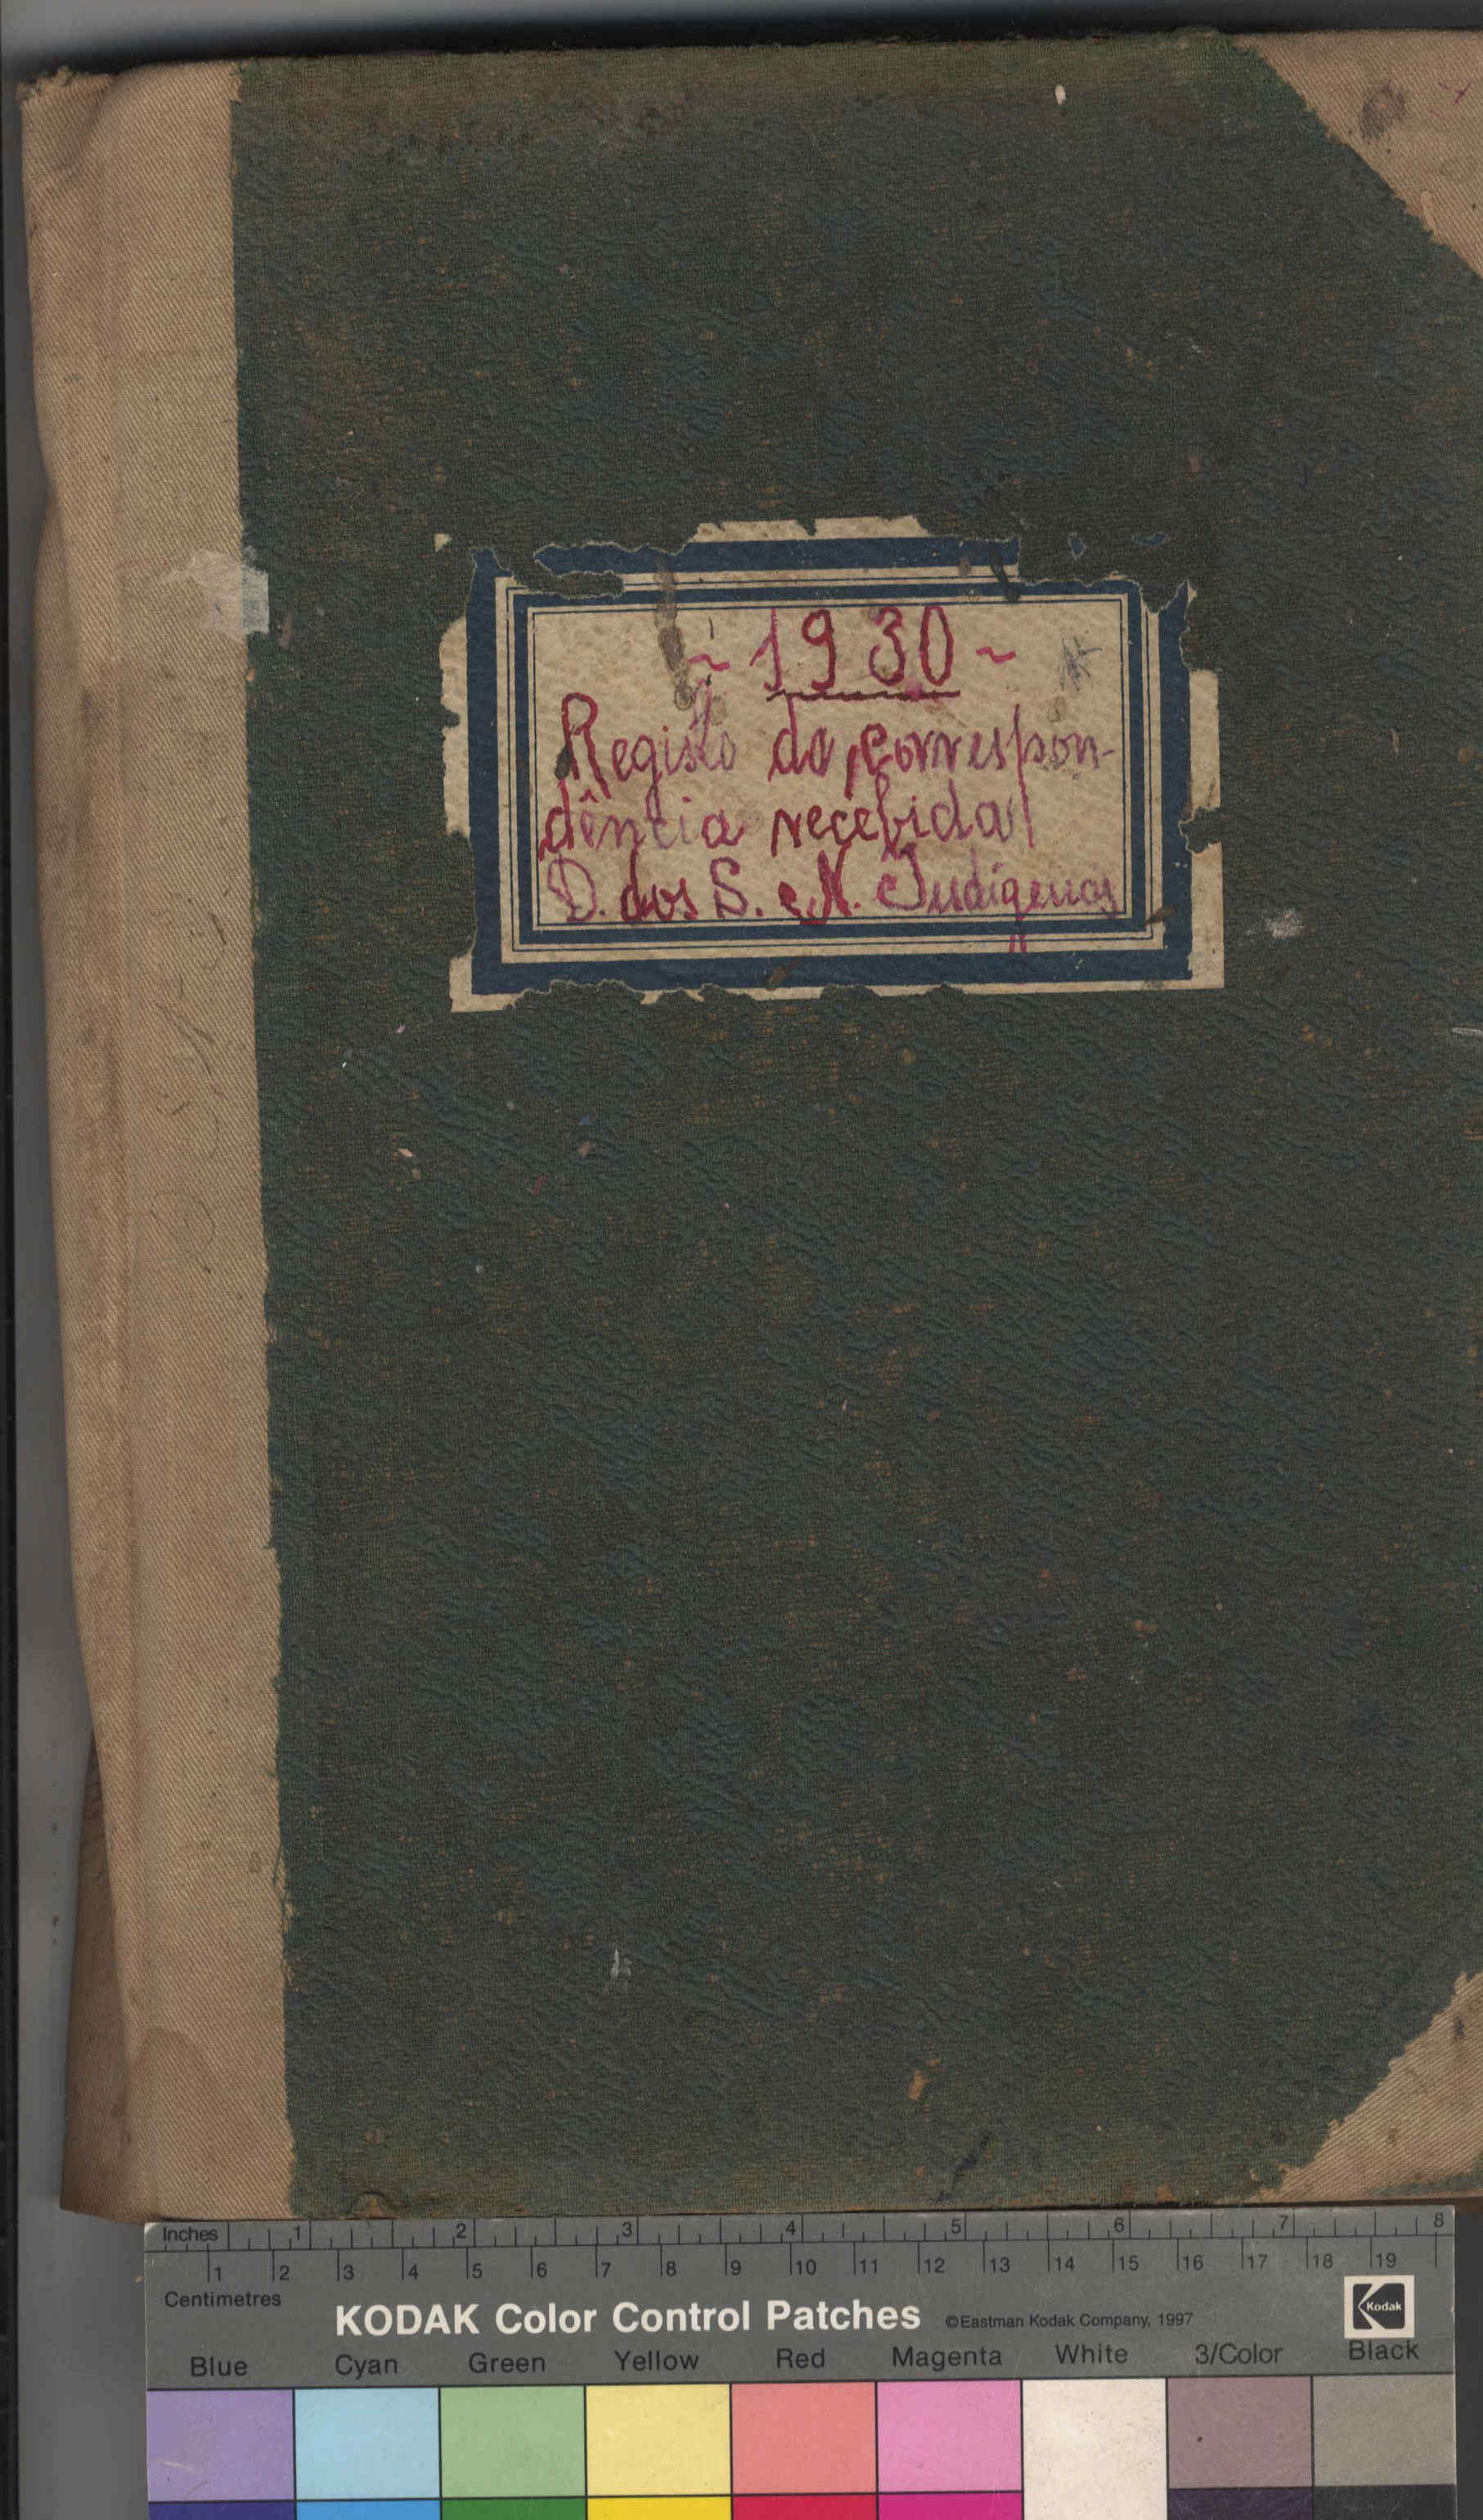 ~ 1930 ~
Registo da correspon-
dência recebida
D. dos S. e N. Indígenas
Inches 1 2 3 4 5 6 7 8
1 2 3 4 5 6 7 8 9 10 11 12 13 14 15 16 17 18 19
Centimetres
KODAK Color Control Patches ©Eastman Kodak Company, 1997 Kodak
Blue Cyan Green Yellow Red Magenta White 3/Color Black